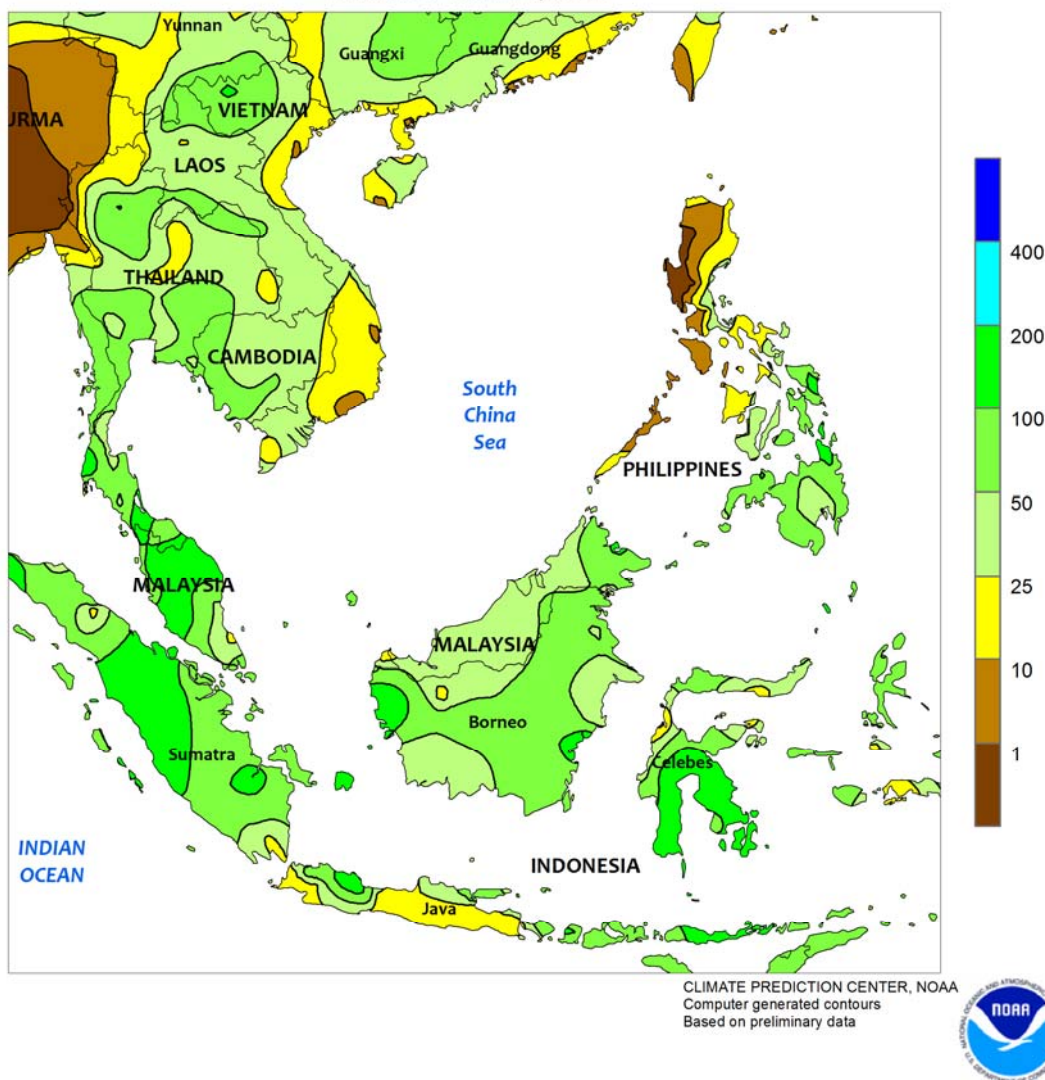 Yunnan
Guangxi
Guangdong
URMA
VIETNAM
LAOS
THAILAND
CAMBODIA
South
China
Sea
PHILIPPINES
MALAYSIA
MALAYSIA
Borneo
Sumatra
Celebes
INDIAN
OCEAN
INDONESIA
Java
400
200
100
50
25
10
1
CLIMATE PREDICTION CENTER, NOAA
Computer generated contours
Based on preliminary data
NOAA